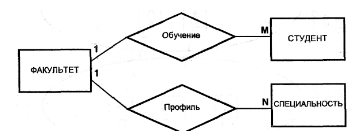 Обучение
М
СТУДЕНТ
1
ФАКУЛЬТЕТ
1
Профиль
N
СПЕЦИАЛЬНОСТЬ